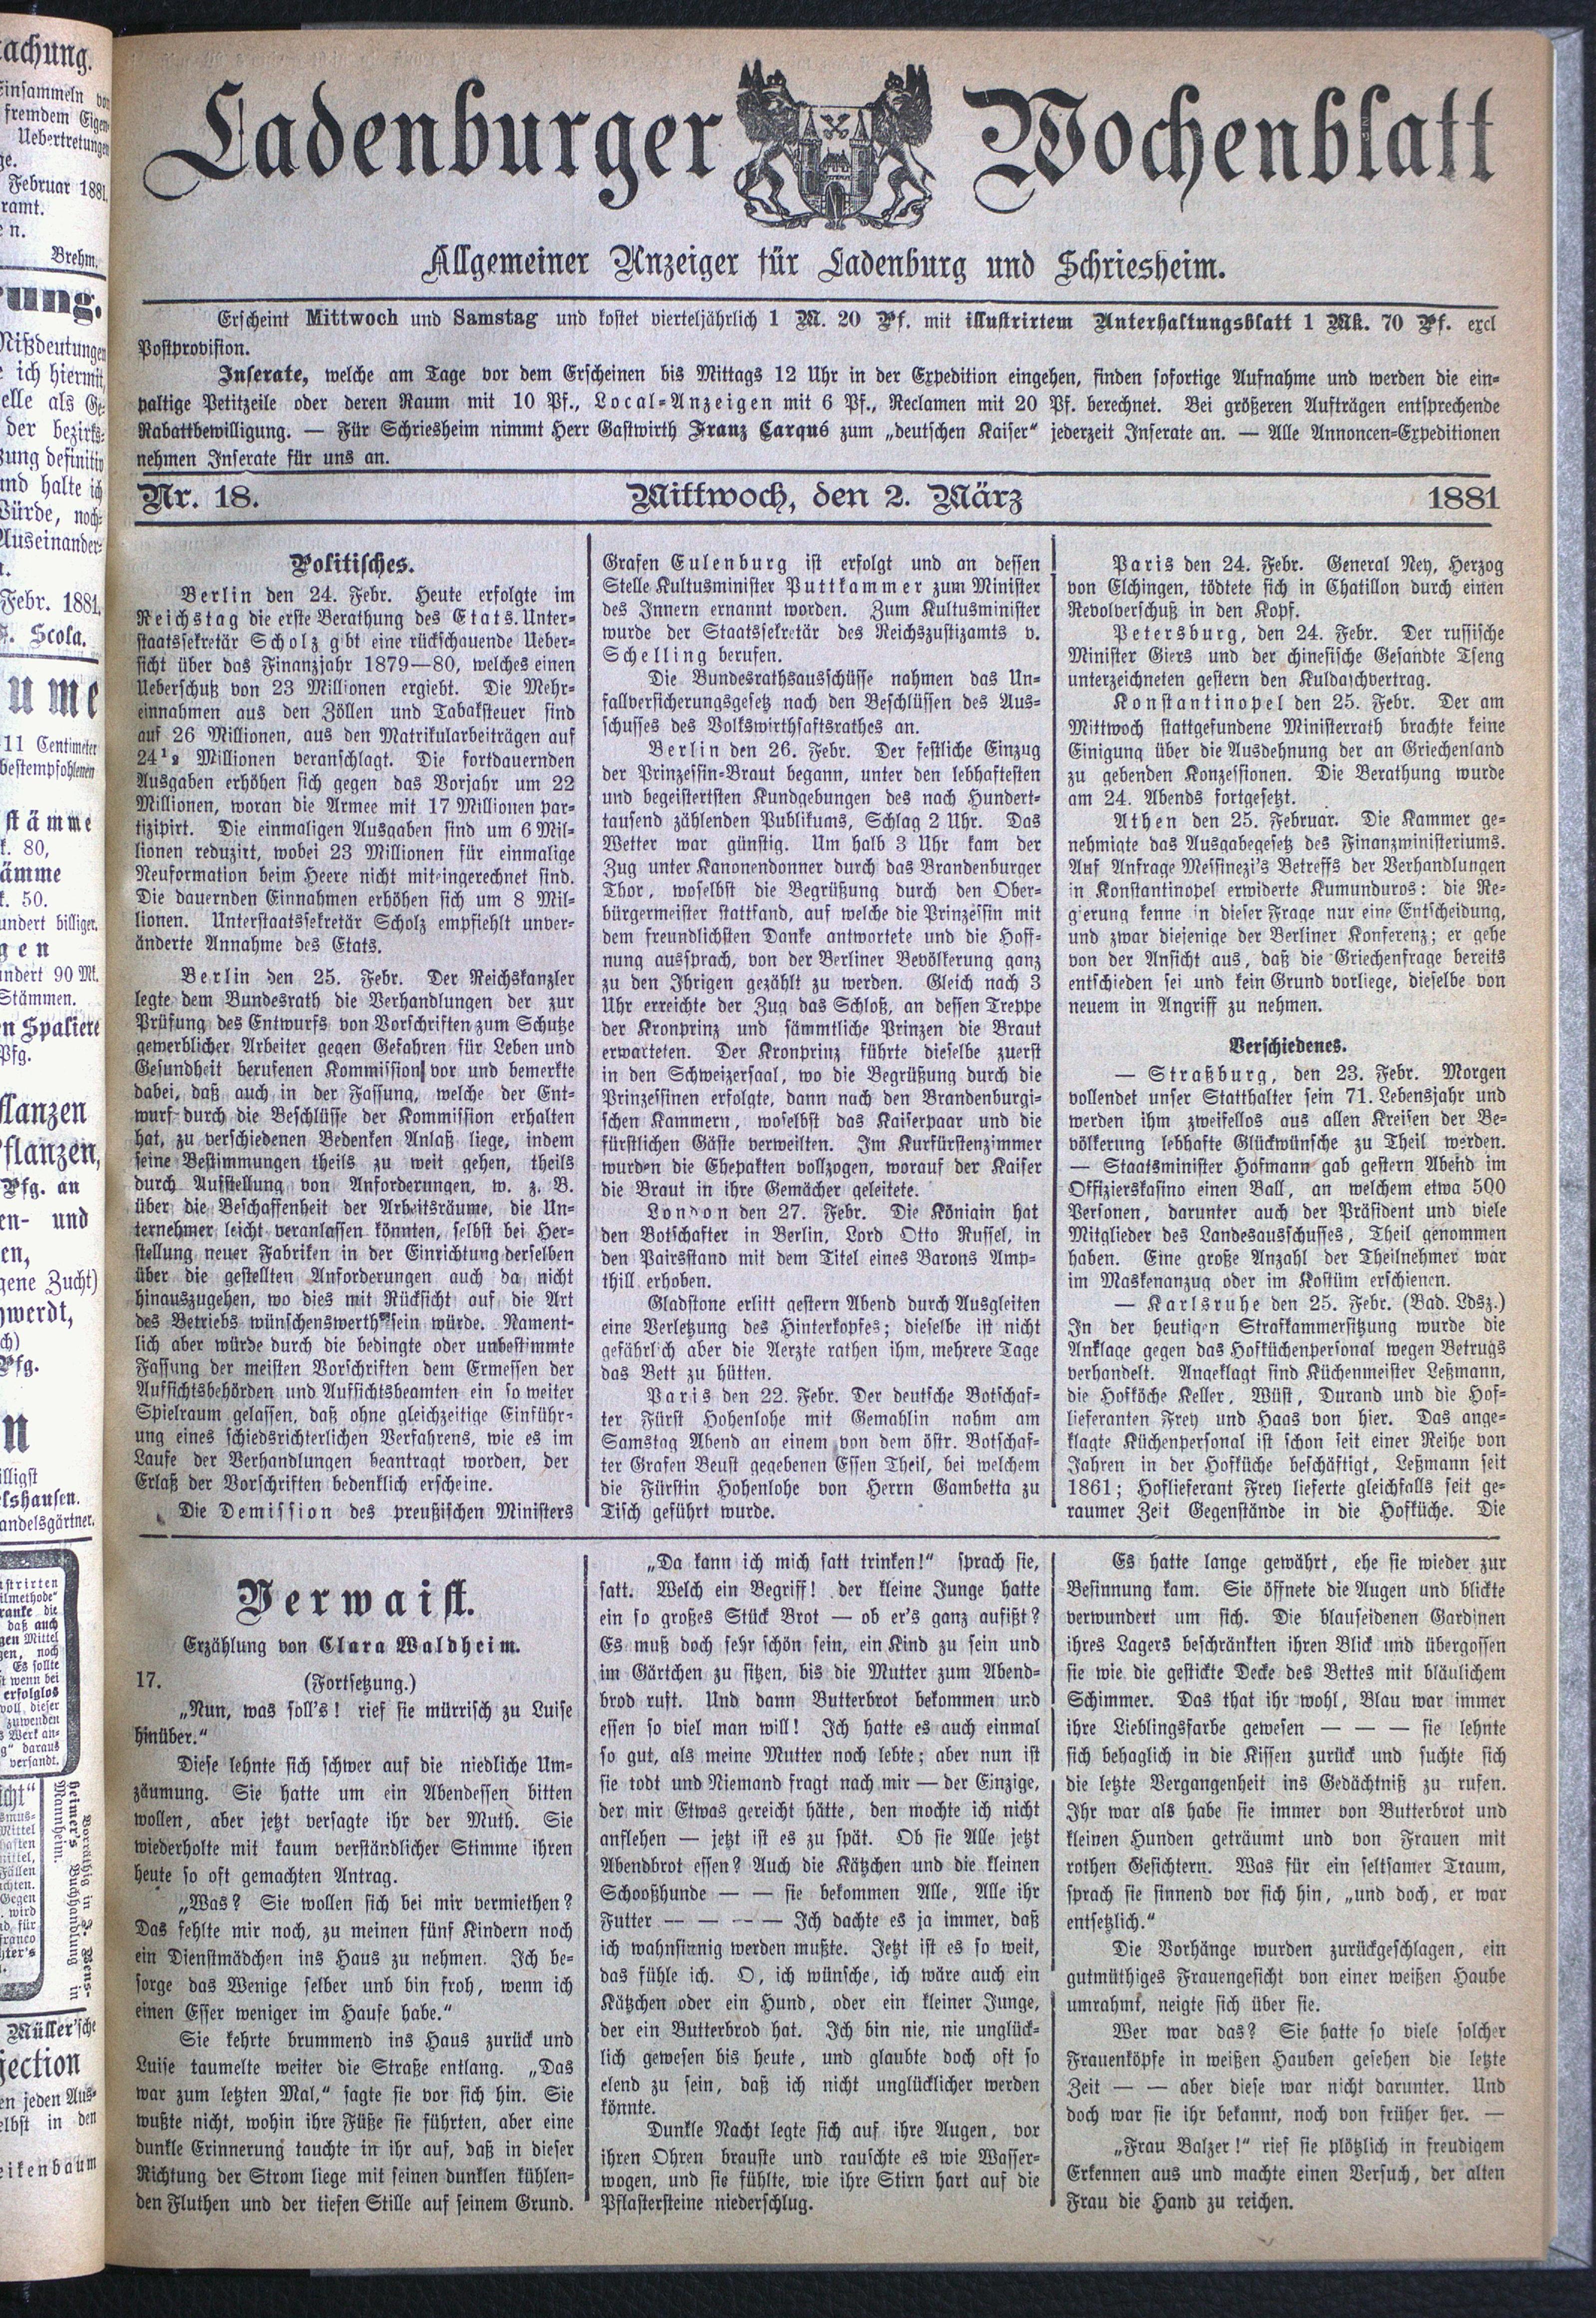 Ladenburger Wochenblatt
Allgemeiner Anzeiger für Ladenburg und Schriesheim.
Erscheint Mittwoch und Samstag und kostet vierteljährlich 1 M. 20 Pf. mit illustrirtem Unterhaltungsblatt 1 Mk. 70 Pf. excl
Postprovision.
Inserate, welche am Tage vor dem Erscheinen bis Mittags 12 Uhr in der Expedition eingehen, finden sofortige Aufnahme und werden die ein-
paltige Petitzeile oder deren Raum mit 10 Pf., Local-Anzeigen mit 6 Pf., Reclamen mit 20 Pf. berechnet. Bei größeren Aufträgen entsprechende
Rabattbewilligung. — Für Schriesheim nimmt Herr Gastwirth Franz Carqué zum „deutschen Kaiser“ jederzeit Inserate an. — Alle Annoncen-Expeditionen
nehmen Inserate für uns an.
Nr. 18. Mittwoch, den 2. März 1881
Politisches.
Berlin den 24. Febr. Heute erfolgte im
Reichstag die erste Berathung des Etats. Unter-
staatssekretär Scholz gibt eine rückschauende Ueber-
sicht über das Finanzjahr 1879—80, welches einen
Ueberschuß von 23 Millionen ergiebt. Die Mehr-
einnahmen aus den Zöllen und Tabaksteuer sind
auf 26 Millionen, aus den Matrikularbeiträgen auf
24½ Millionen veranschlagt. Die fortdauernden
Ausgaben erhöhen sich gegen das Vorjahr um 22
Millionen, woran die Armee mit 17 Millionen par-
tizipirt. Die einmaligen Ausgaben sind um 6 Mil-
lionen reduzirt, wobei 23 Millionen für einmalige
Neuformation beim Heere nicht miteingerechnet sind.
Die dauernden Einnahmen erhöhen sich um 8 Mil-
lionen. Unterstaatssekretär Scholz empfiehlt unver-
änderte Annahme des Etats.
Berlin den 25. Febr. Der Reichskanzler
legte dem Bundesrath die Verhandlungen der zur
Prüfung des Entwurfs von Vorschriften zum Schutze
gewerblicher Arbeiter gegen Gefahren für Leben und
Gesundheit berufenen Kommission vor und bemerkte
dabei, daß auch in der Fassung, welche der Ent-
wurf durch die Beschlüsse der Kommission erhalten
hat, zu verschiedenen Bedenken Anlaß liege, indem
seine Bestimmungen theils zu weit gehen, theils
durch Aufstellung von Anforderungen, w. z. B.
über die Beschaffenheit der Arbeitsräume, die Un-
ternehmer leicht veranlassen könnten, selbst bei Her-
stellung neuer Fabriken in der Einrichtung derselben
über die gestellten Anforderungen auch da nicht
hinauszugehen, wo dies mit Rücksicht auf die Art
des Betriebs wünschenswerth sein würde. Nament-
lich aber würde durch die bedingte oder unbestimmte
Fassung der meisten Vorschriften dem Ermessen der
Aufsichtsbehörden und Aufsichtsbeamten ein so weiter
Spielraum gelassen, daß ohne gleichzeitige Einführ-
ung eines schiedsrichterlichen Verfahrens, wie es im
Laufe der Verhandlungen beantragt worden, der
Erlaß der Vorschriften bedenklich erscheine.
Die Demission des preußischen Ministers
Grafen Eulenburg ist erfolgt und an dessen
Stelle Kultusminister Puttkammer zum Minister
des Innern ernannt worden. Zum Kultusminister
wurde der Staatssekretär des Reichszustizamts v.
Schelling berufen.
Die Bundesrathsausschüsse nahmen das Un-
fallversicherungsgesetz nach den Beschlüssen des Aus-
schusses des Volkswirthsaftsrathes an.
Berlin den 26. Febr. Der festliche Einzug
der Prinzessin-Braut begann, unter den lebhaftesten
und begeistertsten Kundgebungen des nach Hundert-
tausend zählenden Publikums, Schlag 2 Uhr. Das
Wetter war günstig. Um halb 3 Uhr kam der
Zug unter Kanonendonner durch das Brandenburger
Thor, woselbst die Begrüßung durch den Ober-
bürgermeister stattfand, auf welche die Prinzessin mit
dem freundlichsten Danke antwortete und die Hoff-
nung aussprach, von der Berliner Bevölkerung ganz
zu den Ihrigen gezählt zu werden. Gleich nach 3
Uhr erreichte der Zug das Schloß, an dessen Treppe
der Kronprinz und sämmtliche Prinzen die Braut
erwarteten. Der Kronprinz führte dieselbe zuerst
in den Schweizersaal, wo die Begrüßung durch die
Prinzessinen erfolgte, dann nach den Brandenburgi-
schen Kammern, woselbst das Kaiserpaar und die
fürstlichen Gäste verweilten. Im Kurfürstenzimmer
wurden die Ehepakten vollzogen, worauf der Kaiser
die Braut in ihre Gemächer geleitete.
London den 27. Febr. Die Königin hat
den Botschafter in Berlin, Lord Otto Russel, in
den Pairsstand mit dem Titel eines Barons Amp-
thill erhoben.
Gladstone erlitt gestern Abend durch Ausgleiten
eine Verletzung des Hinterkopfes; dieselbe ist nicht
gefährlich aber die Aerzte rathen ihm, mehrere Tage
das Bett zu hütten.
Paris den 22. Febr. Der deutsche Botschaf-
ter Fürst Hohenlohe mit Gemahlin nahm am
Samstag Abend an einem von dem östr. Botschaf-
ter Grafen Beust gegebenen Essen Theil, bei welchem
die Fürstin Hohenlohe von Herrn Gambetta zu
Tisch geführt wurde.
Paris den 24. Febr. General Ney, Herzog
von Elchingen, tödtete sich in Chatillon durch einen
Revolverschuß in den Kopf.
Petersburg, den 24. Febr. Der russische
Minister Giers und der chinesische Gesandte Tseng
unterzeichneten gestern den Kuldaschvertrag.
Konstantinopel den 25. Febr. Der am
Mittwoch stattgefundene Ministerrath brachte keine
Einigung über die Ausdehnung der an Griechenland
zu gebenden Konzessionen. Die Berathung wurde
am 24. Abends fortgesetzt.
Athen den 25. Februar. Die Kammer ge-
nehmigte das Ausgabegesetz des Finanzministeriums.
Auf Anfrage Messinezi's Betreffs der Verhandlungen
in Konstantinopel erwiderte Kumunduros: die Re-
gierung kenne in dieser Frage nur eine Entscheidung,
und zwar diejenige der Berliner Konferenz; er gehe
von der Ansicht aus, daß die Griechenfrage bereits
entschieden sei und kein Grund vorliege, dieselbe von
neuem in Angriff zu nehmen.
Verschiedenes.
— Straßburg, den 23. Febr. Morgen
vollendet unser Statthalter sein 71. Lebensjahr und
werden ihm zweifellos aus allen Kreisen der Be-
völkerung lebhafte Glückwünsche zu Theil werden.
— Staatsminister Hofmann gab gestern Abend im
Offizierskasino einen Ball, an welchem etwa 500
Personen, darunter auch der Präsident und viele
Mitglieder des Landesausschusses, Theil genommen
haben. Eine große Anzahl der Theilnehmer war
im Maskenanzug oder im Kostüm erschienen.
— Karlsruhe den 25. Febr. (Bad. Ldsz.)
In der heutigen Strafkammersitzung wurde die
Anklage gegen das Hofküchenpersonal wegen Betrugs
verhandelt. Angeklagt sind Küchenmeister Leßmann,
die Hofköche Keller, Wüst, Durand und die Hof-
lieferanten Frey und Haas von hier. Das ange-
klagte Küchenpersonal ist schon seit einer Reihe von
Jahren in der Hofküche beschäftigt, Leßmann seit
1861; Hoflieferant Frey lieferte gleichfalls seit ge-
raumer Zeit Gegenstände in die Hofküche. Die
Verwaist.
Erzählung von Clara Waldheim.
17. (Fortsetzung.)
„Nun, was soll's! rief sie mürrisch zu Luise
hinüber.“
Diese lehnte sich schwer auf die niedliche Um-
zäumung. Sie hatte um ein Abendessen bitten
wollen, aber jetzt versagte ihr der Muth. Sie
wiederholte mit kaum verständlicher Stimme ihren
heute so oft gemachten Antrag.
„Was? Sie wollen sich bei mir vermiethen?
Das fehlte mir noch, zu meinen fünf Kindern noch
ein Dienstmädchen ins Haus zu nehmen. Ich be-
sorge das Wenige selber unb bin froh, wenn ich
einen Esser weniger im Hause habe.“
Sie kehrte brummend ins Haus zurück und
Luise taumelte weiter die Straße entlang. „Das
war zum letzten Mal,“ sagte sie vor sich hin. Sie
wußte nicht, wohin ihre Füße sie führten, aber eine
dunkle Erinnerung tauchte in ihr auf, daß in dieser
Richtung der Strom liege mit seinen dunklen kühlen-
den Fluthen und der tiefen Stille auf seinem Grund.
„Da kann ich mich satt trinken!“ sprach sie,
satt. Welch ein Begriff! der kleine Junge hatte
ein so großes Stück Brot — ob er's ganz aufißt?
Es muß doch sehr schön sein, ein Kind zu sein und
im Gärtchen zu sitzen, bis die Mutter zum Abend-
brod ruft. Und dann Butterbrot bekommen und
essen so viel man will! Ich hatte es auch einmal
so gut, als meine Mutter noch lebte; aber nun ist
sie todt und Niemand fragt nach mir — der Einzige,
der mir Etwas gereicht hätte, den mochte ich nicht
anflehen — jetzt ist es zu spät. Ob sie Alle jetzt
Abendbrot essen? Auch die Kätzchen und die kleinen
Schooßhunde — — sie bekommen Alle, Alle ihr
Futter — — — — Ich dachte es ja immer, daß
ich wahnsinnig werden mußte. Jetzt ist es so weit,
das fühle ich. O, ich wünsche, ich wäre auch ein
Kätzchen oder ein Hund, oder ein kleiner Junge,
der ein Butterbrod hat. Ich bin nie, nie unglück-
lich gewesen bis heute, und glaubte doch oft so
elend zu sein, daß ich nicht unglücklicher werden
könnte.
Dunkle Nacht legte sich auf ihre Augen, vor
ihren Ohren brauste und rauschte es wie Wasser-
wogen, und sie fühlte, wie ihre Stirn hart auf die
Pflastersteine niederschlug.
Es hatte lange gewährt, ehe sie wieder zur
Besinnung kam. Sie öffnete die Augen und blickte
verwundert um sich. Die blauseidenen Gardinen
ihres Lagers beschränkten ihren Blick und übergossen
sie wie die gestickte Decke des Bettes mit bläulichem
Schimmer. Das that ihr wohl, Blau war immer
ihre Lieblingsfarbe gewesen — — — sie lehnte
sich behaglich in die Kissen zurück und suchte sich
die letzte Vergangenheit ins Gedächtniß zu rufen.
Ihr war als habe sie immer von Butterbrot und
kleinen Hunden geträumt und von Frauen mit
rothen Gesichtern. Was für ein seltsamer Traum,
sprach sie sinnend vor sich hin, „und doch, er war
entsetzlich.“
Die Vorhänge wurden zurückgeschlagen, ein
gutmüthiges Frauengesicht von einer weißen Haube
umrahmt, neigte sich über sie.
Wer war das? Sie hatte so viele solcher
Frauenköpfe in weißen Hauben gesehen die letzte
Zeit — — aber diese war nicht darunter. Und
doch war sie ihr bekannt, noch von früher her. —
„Frau Balzer!“ rief sie plötzlich in freudigem
Erkennen aus und machte einen Versuch, der alten
Frau die Hand zu reichen.